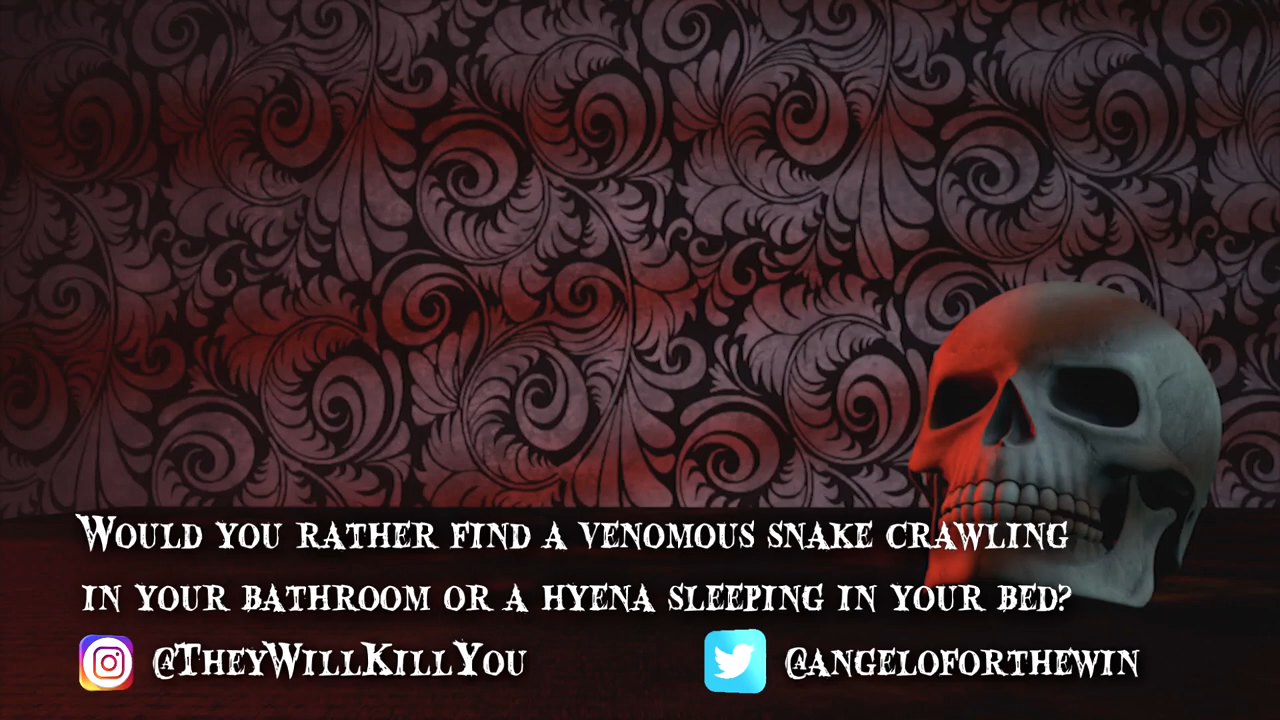 Would you rather find a venomous snake crawling
in your bathroom or a hyena sleeping in your bed?
@TheyWillKillYou
@angeloforthewin